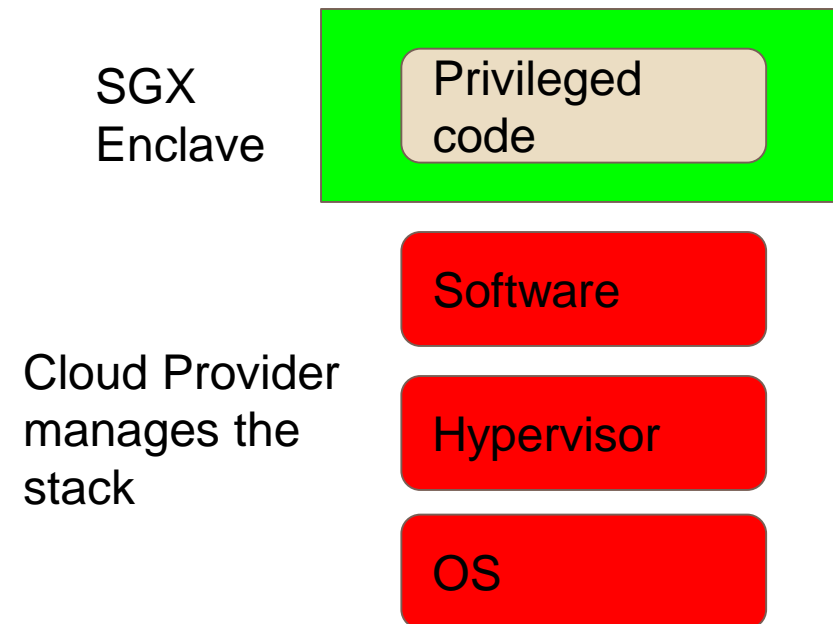 SGX
Enclave
Privileged
code
Software
Cloud Provider
manages the
stack
Hypervisor
OS